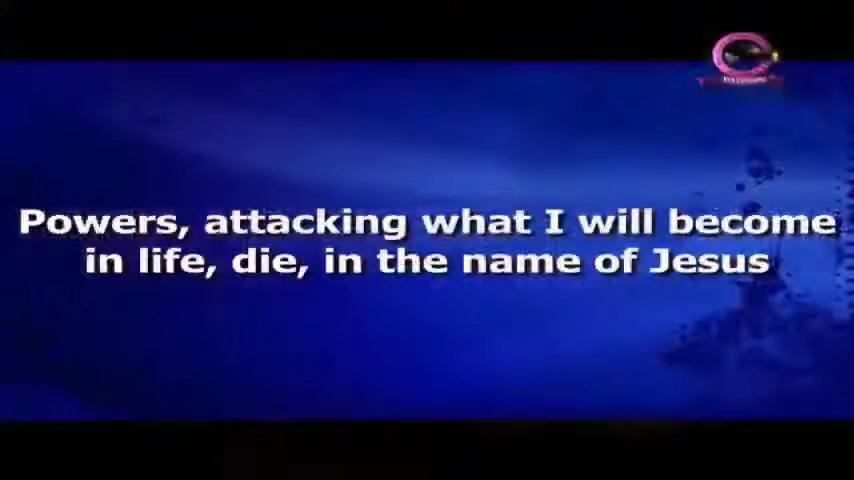 Powers, attacking what I will become
in life, die, in the name of Jesus